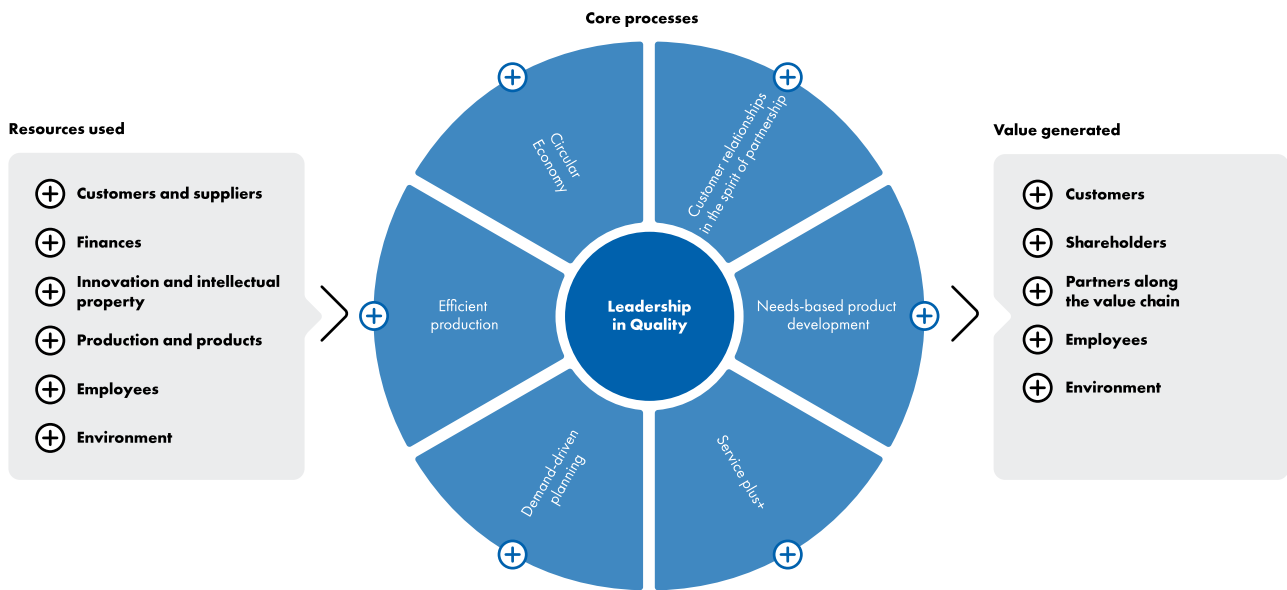 Core processes
Resources used
Customers and suppliers
Finances
Innovation and intellectual
property
Production and products
Employees
Environment
Circular
Economy
Customer relationships
in the spirit of partnership
Efficient
production
Leadership
in Quality
Needs-based product
development
Demand-driven
planning
Service plus+
Value generated
Customers
Shareholders
Partners along
the value chain
Employees
Environment